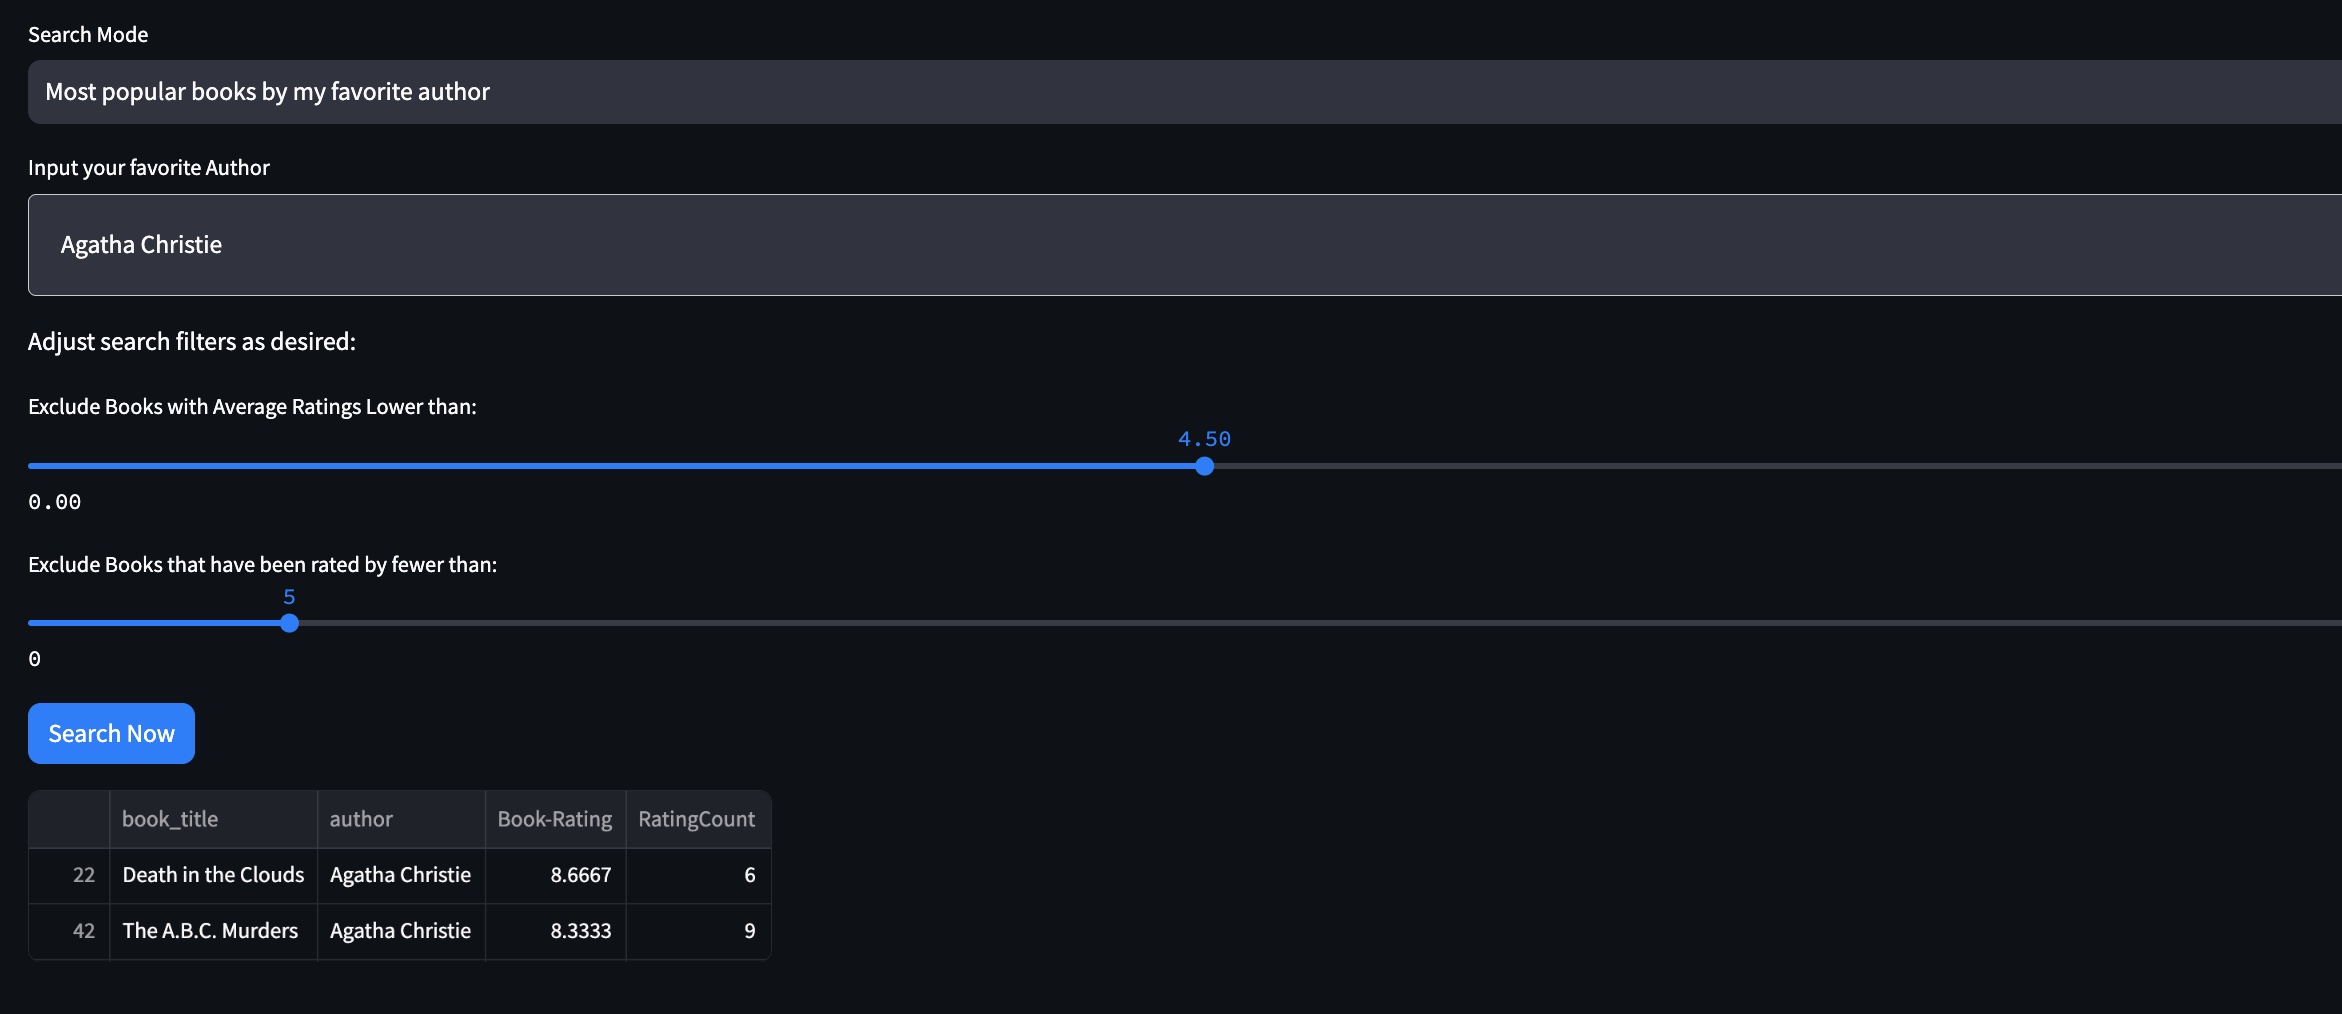 Search Mode
Most popular books by my favorite author
Input your favorite Author
Agatha Christie
Adjust search filters as desired:
Exclude Books with Average Ratings Lower than:
4.50
0.00
Exclude Books that have been rated by fewer than:
5
0
Search Now
book_title author Book-Rating RatingCount
22 Death in the Clouds Agatha Christie 8.6667 6
42 The A.B.C. Murders Agatha Christie 8.3333 9